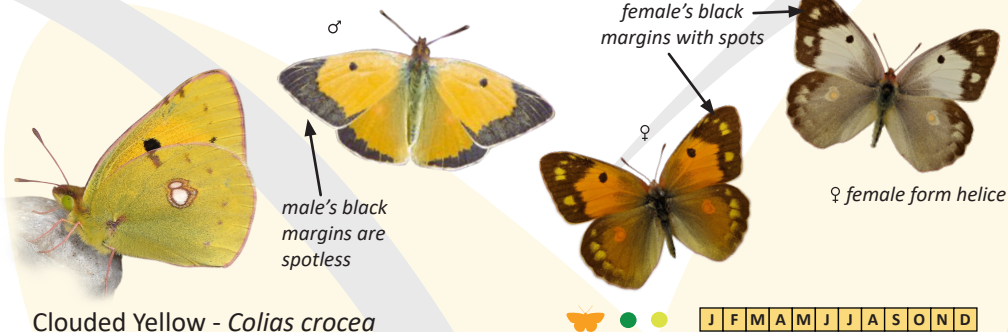 ♂
female's black
margins with spots
♀
male's black
margins are
spotless
♀ female form helice
Clouded Yellow - Colias crocea
J F M A M J J A S O N D